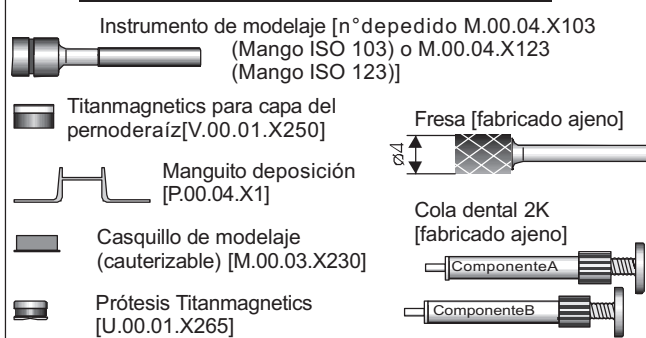 Instrumento de modelaje [n°depedido M.00.04.X103
(Mango ISO 103) o M.00.04.X123
(Mango ISO 123)]
Titanmagnetics para capa del
pernoderaíz[V.00.01.X250]
Manguito deposición
[P.00.04.X1]
Casquillo de modelaje
(cauterizable) [M.00.03.X230]
Prótesis Titanmagnetics
[U.00.01.X265]
Fresa [fabricado ajeno]
ø4
Cola dental 2K
[fabricado ajeno]
ComponenteA
ComponenteB